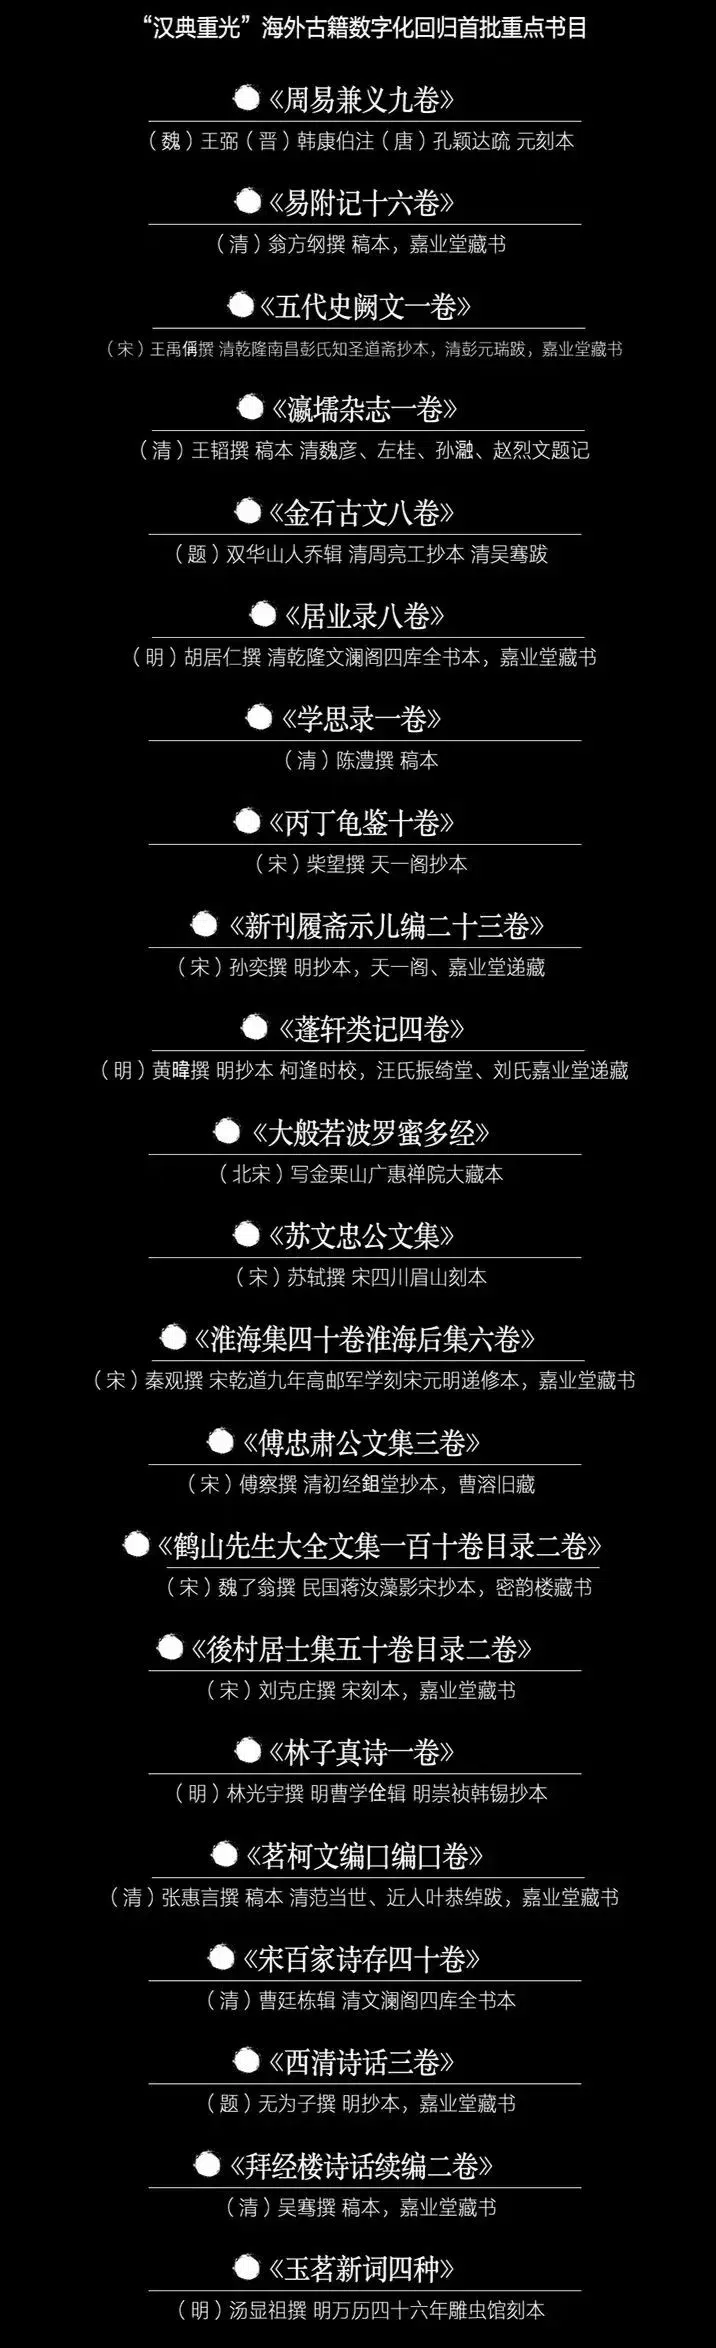 “汉典重光”海外古籍数字化回归首批重点书目
《周易兼义九卷》
（魏）王弼（晋）韩康伯注（唐）孔颖达疏 元刻本
《易附记十六卷》
（清）翁方纲撰 稿本，嘉业堂藏书
《五代史阙文一卷》
（宋）王禹偁撰 清乾隆南昌彭氏知圣道斋抄本，清彭元瑞跋，嘉业堂藏书
《瀛壖杂志一卷》
（清）王韬撰 稿本 清魏彦、左桂、孙瀜、赵烈文题记
《金石古文八卷》
（题）双华山人乔辑 清周亮工抄本 清吴骞跋
《居业录八卷》
（明）胡居仁撰 清乾隆文澜阁四库全书本，嘉业堂藏书
《学思录一卷》
（清）陈澧撰 稿本
《丙丁龟鉴十卷》
（宋）柴望撰 天一阁抄本
《新刊履斋示儿编二十三卷》
（宋）孙奕撰 明抄本，天一阁、嘉业堂递藏
《蓬轩类记四卷》
（明）黄暐撰 明抄本 柯逢时校，汪氏振绮堂、刘氏嘉业堂递藏
《大般若波罗蜜多经》
（北宋）写金栗山广惠禅院大藏本
《苏文忠公文集》
（宋）苏轼撰 宋四川眉山刻本
《淮海集四十卷淮海后集六卷》
（宋）秦观撰 宋乾道九年高邮军学刻宋元明递修本，嘉业堂藏书
《傅忠肃公文集三卷》
（宋）傅察撰 清初经鉏堂抄本，曹溶旧藏
《鹤山先生大全文集一百十卷目录二卷》
（宋）魏了翁撰 民国蒋汝藻影宋抄本，密韵楼藏书
《後村居士集五十卷目录二卷》
（宋）刘克庄撰 宋刻本，嘉业堂藏书
《林子真诗一卷》
（明）林光宇撰 明曹学佺辑 明崇祯韩锡抄本
《茗柯文编口编口卷》
（清）张惠言撰 稿本 清范当世、近人叶恭绰跋，嘉业堂藏书
《宋百家诗存四十卷》
（清）曹廷栋辑 清文澜阁四库全书本
《西清诗话三卷》
（题）无为子撰 明抄本，嘉业堂藏书
《拜经楼诗话续编二卷》
（清）吴骞撰 稿本，嘉业堂藏书
《玉茗新词四种》
（明）汤显祖撰 明万历四十六年雕虫馆刻本